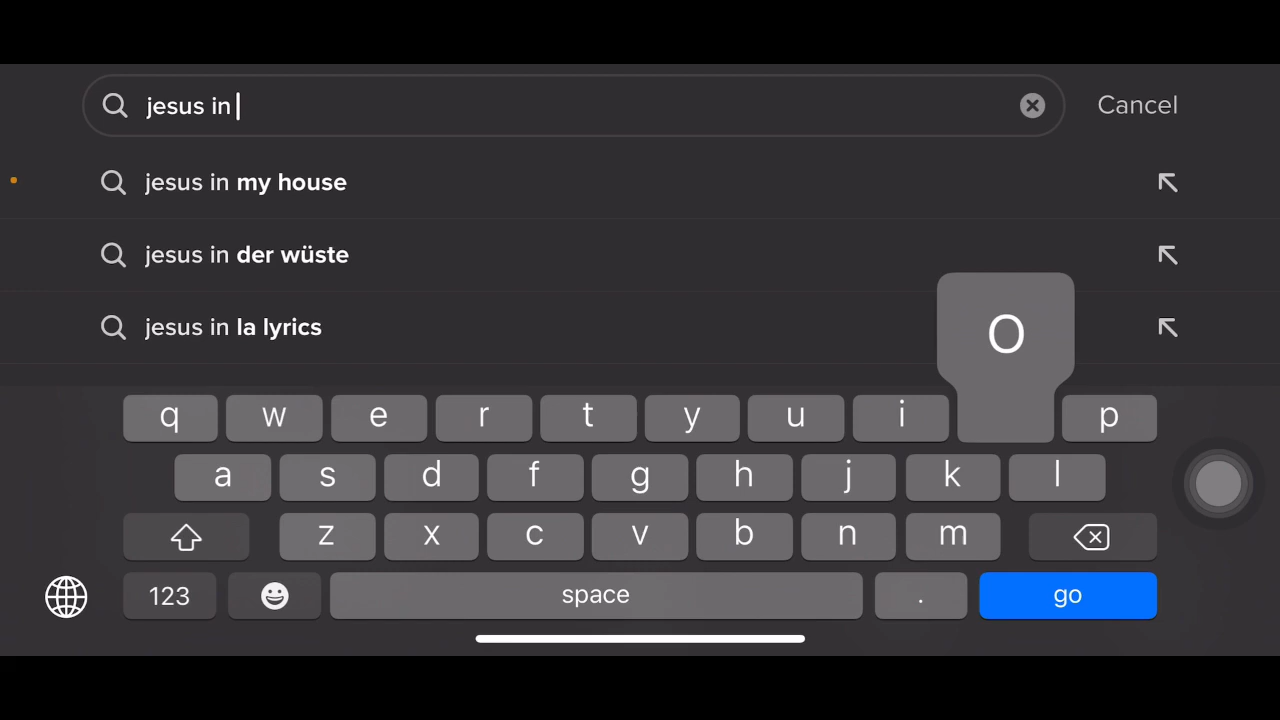 jesus in
Cancel
jesus in my house
jesus in der wüste
jesus in la lyrics
O
q w e r t y u i p
a s d f g h j k l
z x c v b n m
123 space . go